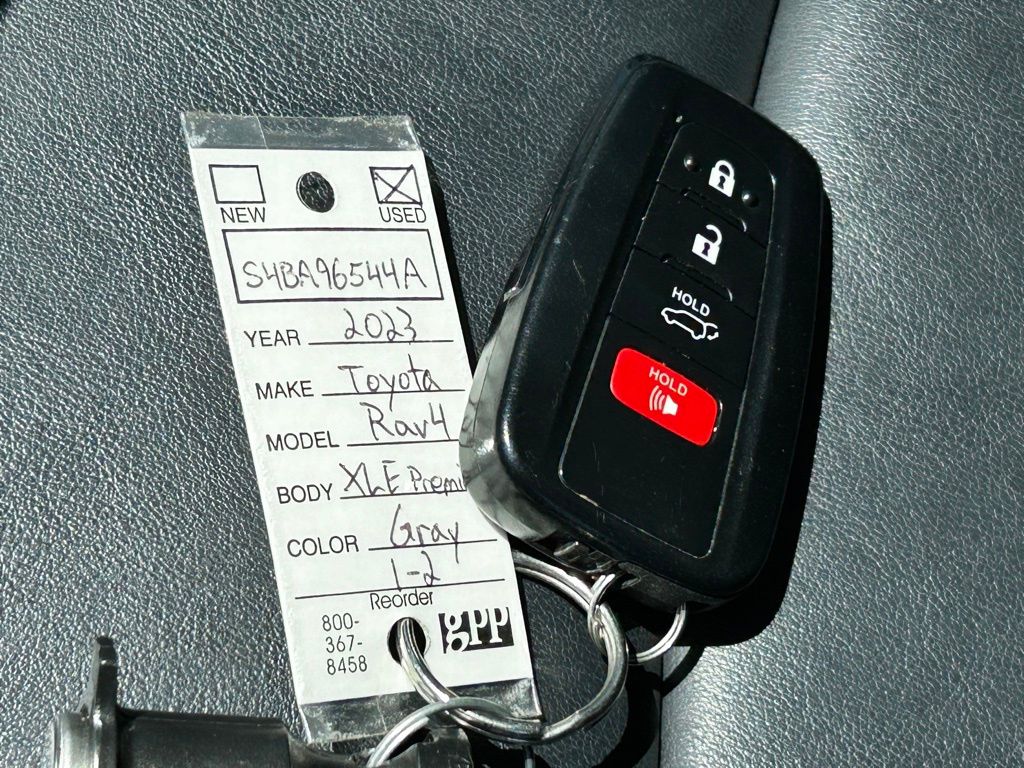 NEW
USED
S4BA96544A
YEAR 2023
MAKE Toyota
MODEL Rav4
BODY XLE Premi
COLOR Gray
1-2
Reorder
800-
367-
8458
gpp
HOLD
HOLD